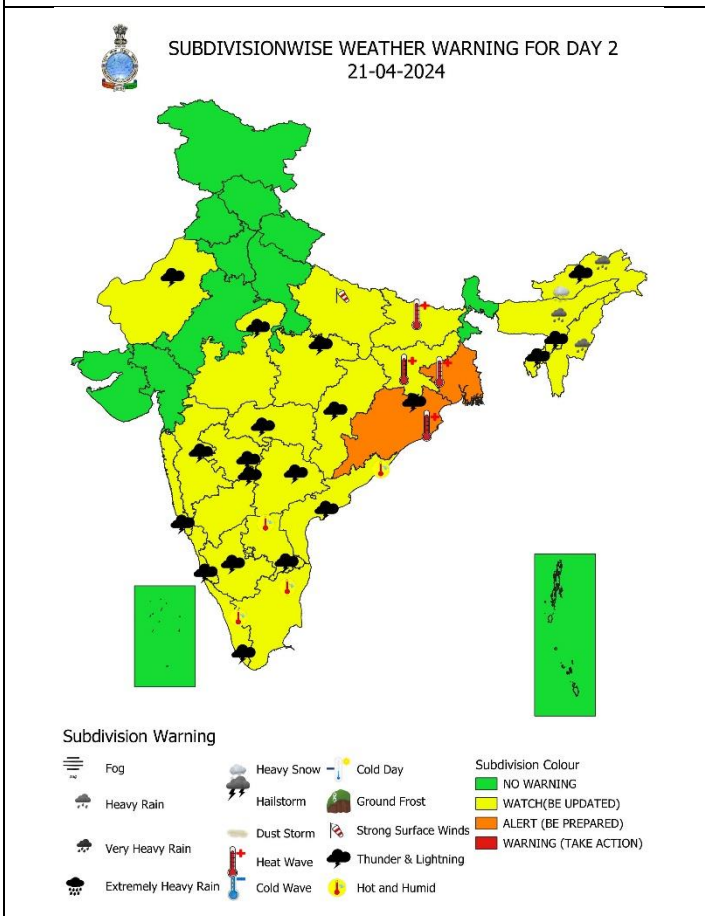 SUBDIVISIONWISE WEATHER WARNING FOR DAY 2
21-04-2024
Subdivision Warning
Fog
Heavy Rain
Very Heavy Rain
Extremely Heavy Rain
Heavy Snow
Hailstorm
Dust Storm
Heat Wave
Cold Wave
Cold Day
Ground Frost
Strong Surface Winds
Thunder & Lightning
Hot and Humid
Subdivision Colour
NO WARNING
WATCH(BE UPDATED)
ALERT (BE PREPARED)
WARNING (TAKE ACTION)